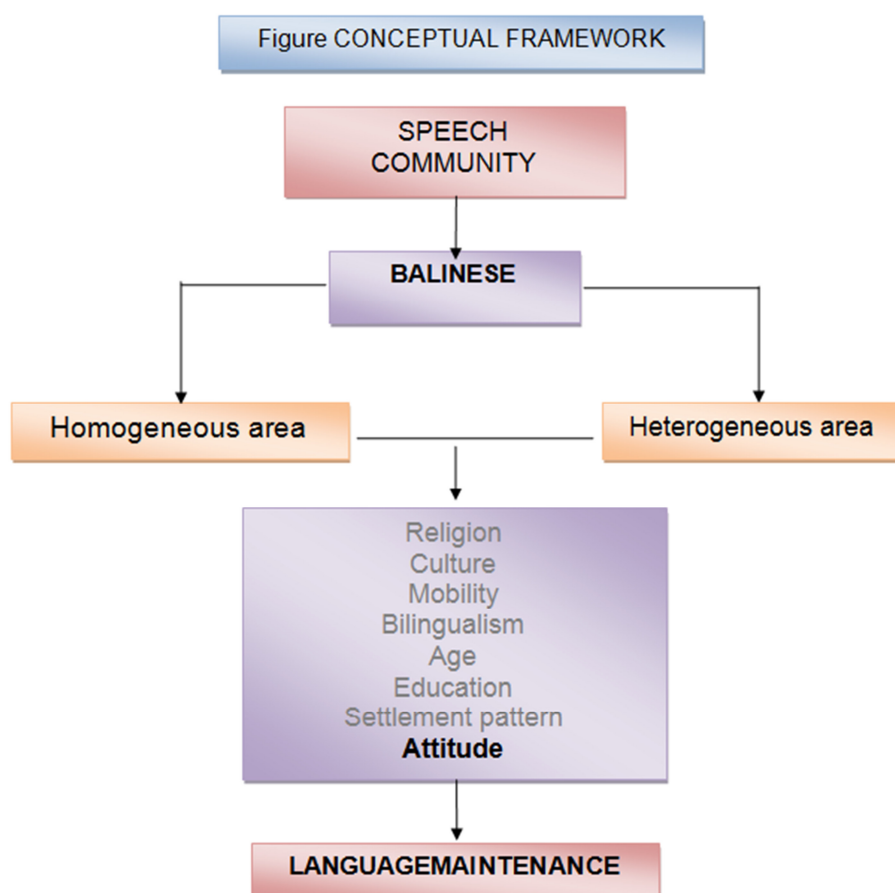 Figure CONCEPTUAL FRAMEWORK
SPEECH
COMMUNITY
BALINESE
Homogeneous area
Heterogeneous area
Religion
Culture
Mobility
Bilingualism
Age
Education
Settlement pattern
Attitude
LANGUAGEMAINTENANCE